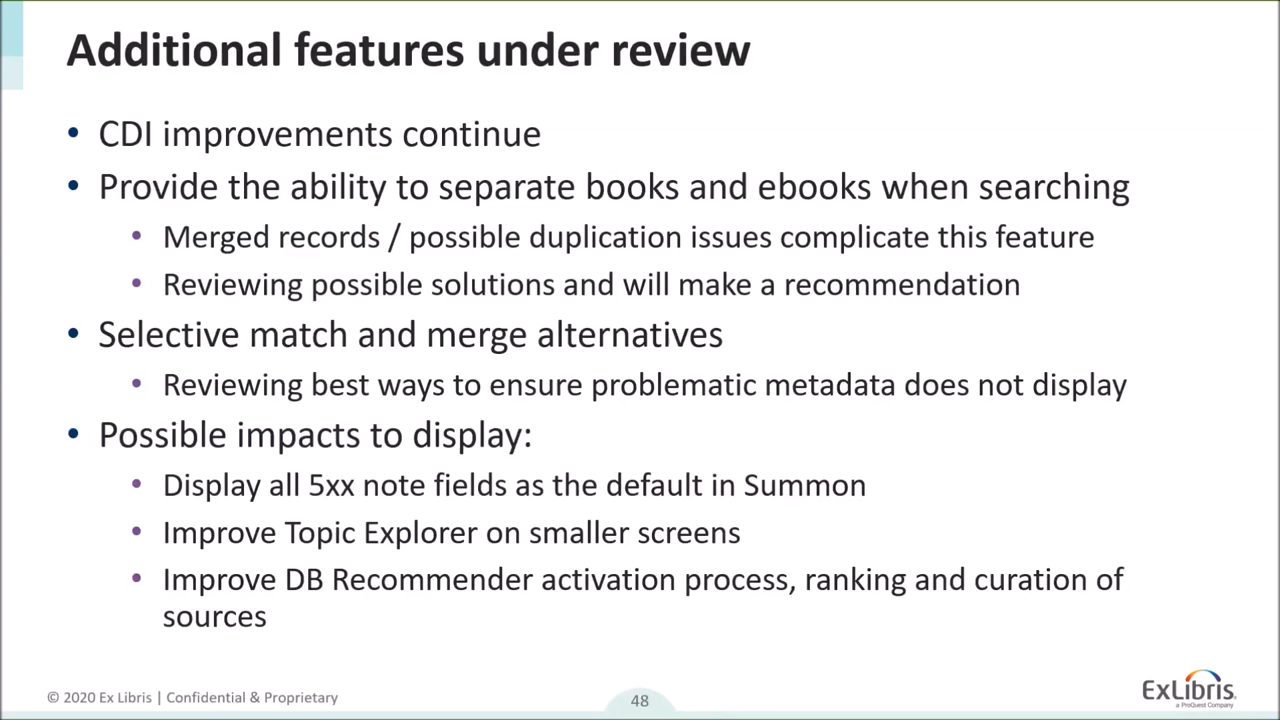 Additional features under review
• CDI improvements continue
• Provide the ability to separate books and ebooks when searching
• Merged records / possible duplication issues complicate this feature
• Reviewing possible solutions and will make a recommendation
• Selective match and merge alternatives
• Reviewing best ways to ensure problematic metadata does not display
• Possible impacts to display:
• Display all 5xx note fields as the default in Summon
• Improve Topic Explorer on smaller screens
• Improve DB Recommender activation process, ranking and curation of
sources
© 2020 Ex Libris | Confidential & Proprietary
48
ExLibris.
a ProQuest Company